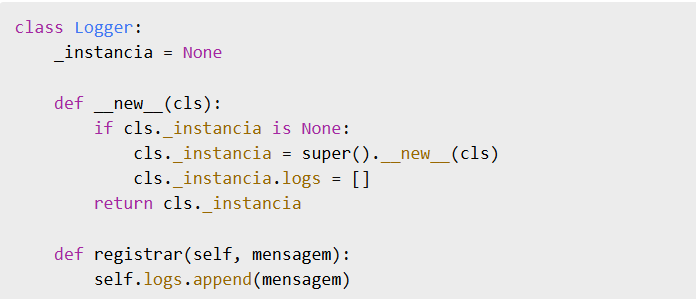 class Logger:
    _instancia = None

    def __new__(cls):
        if cls._instancia is None:
            cls._instancia = super().__new__(cls)
            cls._instancia.logs = []
        return cls._instancia

    def registrar(self, mensagem):
        self.logs.append(mensagem)